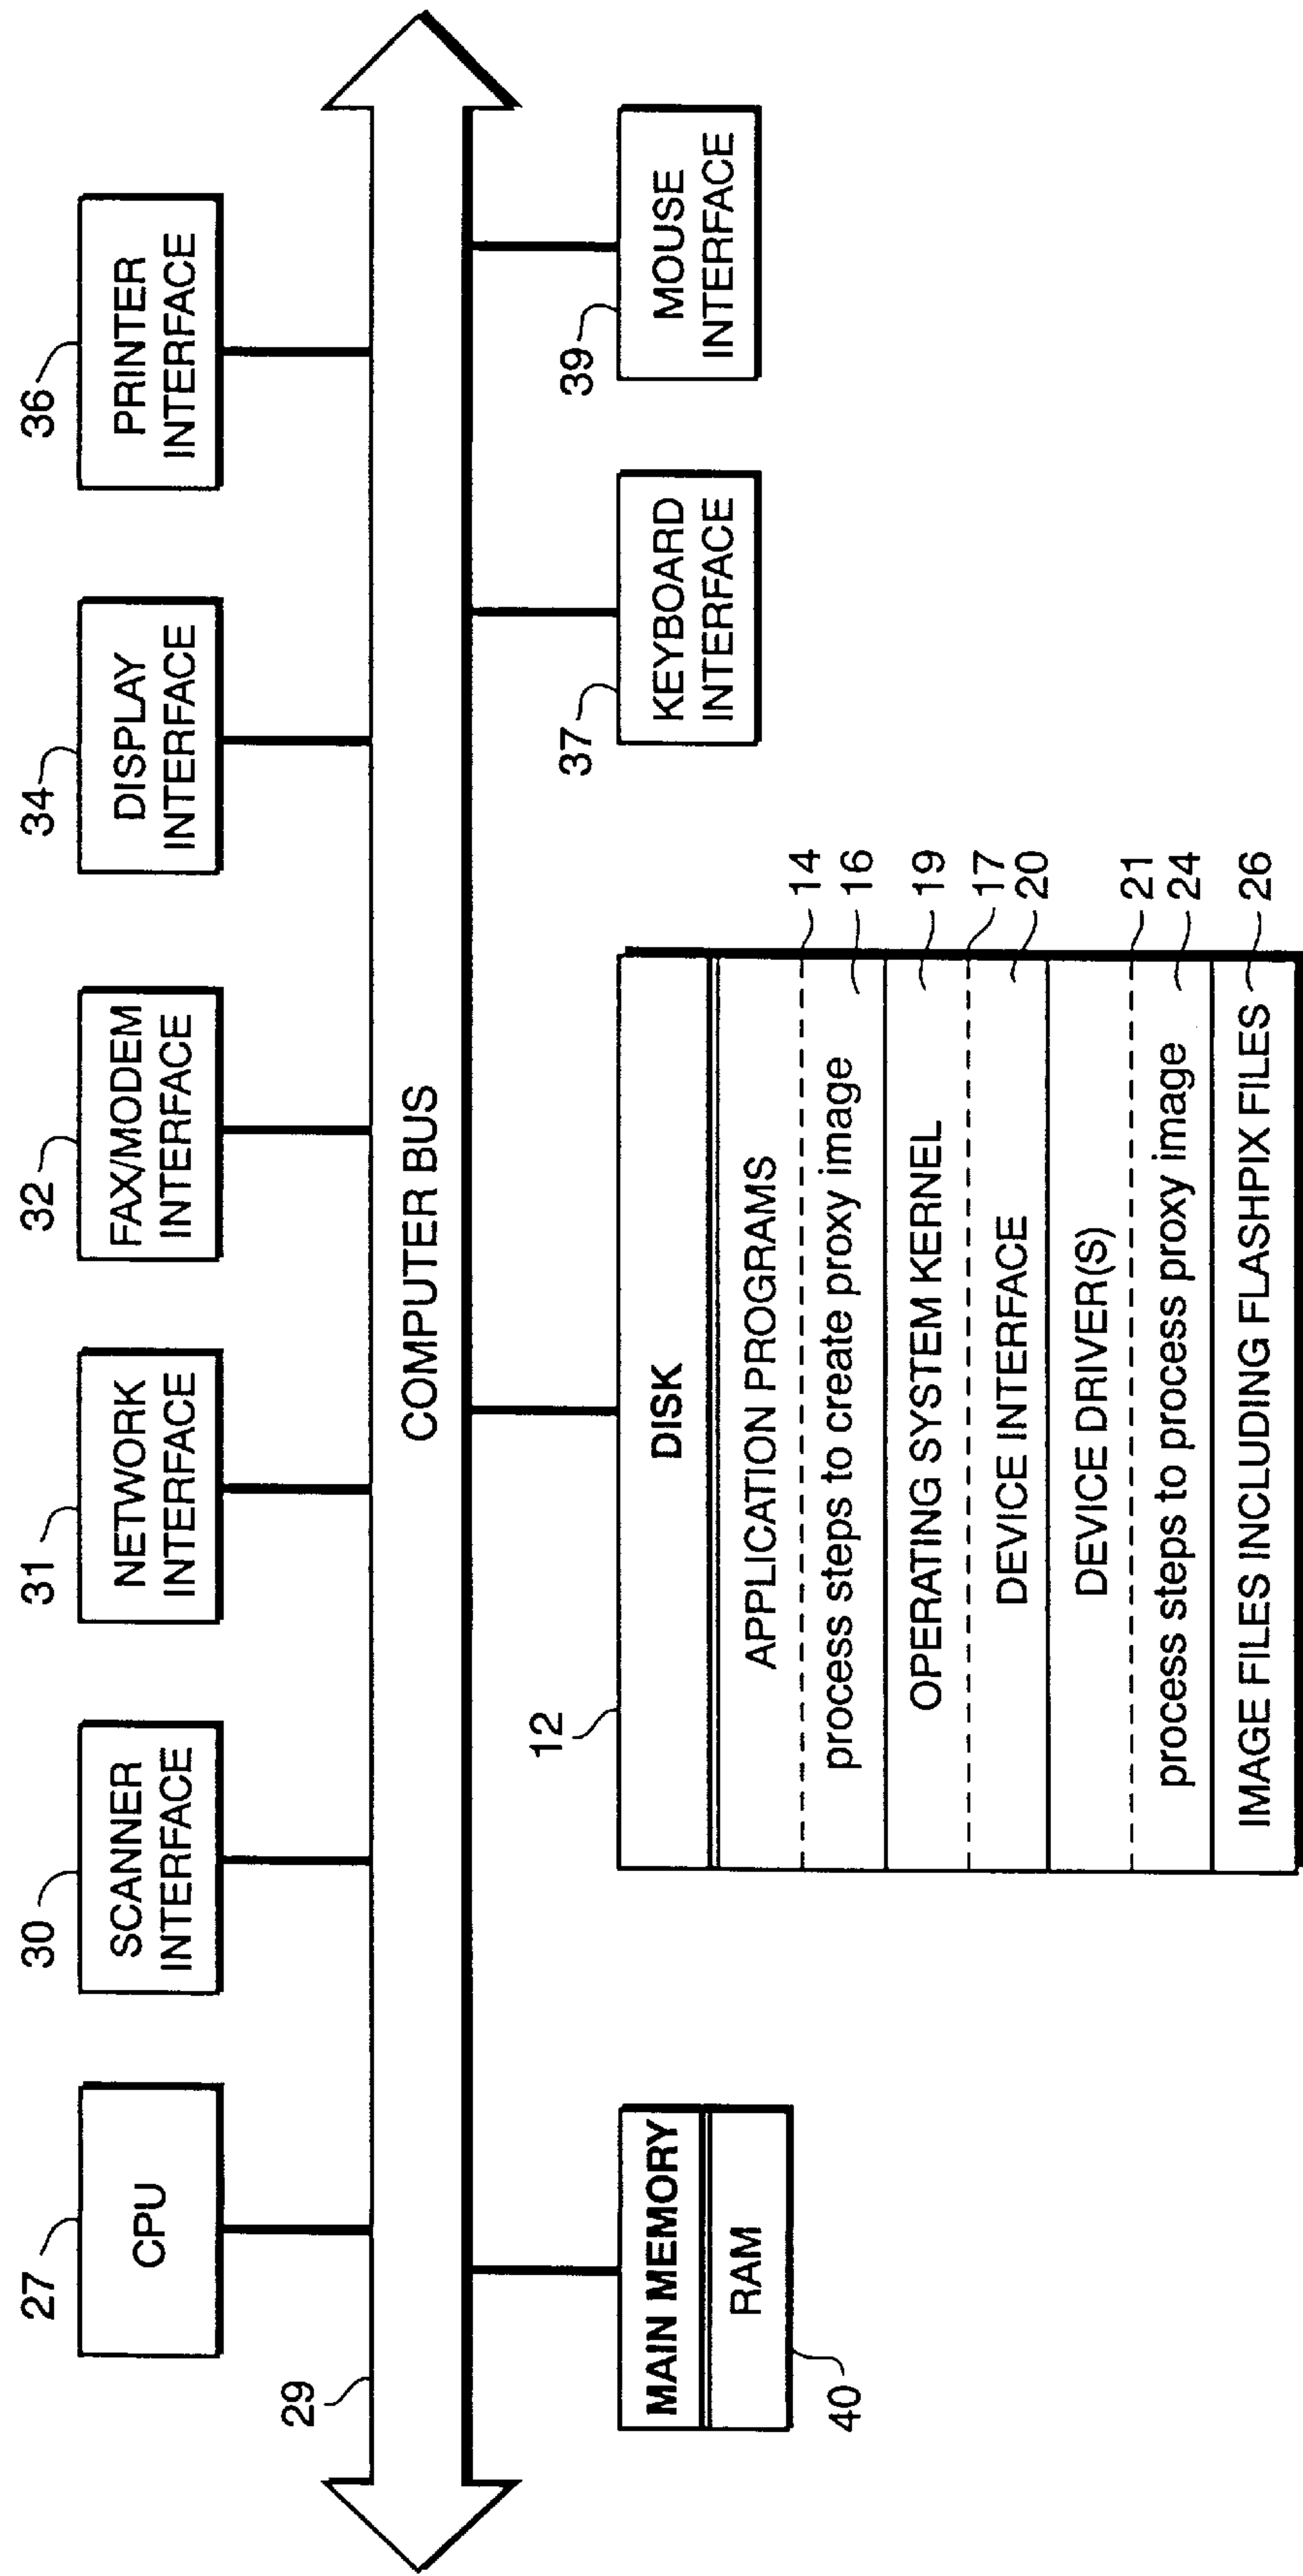 27
CPU
30
SCANNER
INTERFACE
31
NETWORK
INTERFACE
32
FAX/MODEM
INTERFACE
34
DISPLAY
INTERFACE
36
PRINTER
INTERFACE
29
COMPUTER BUS
MAIN MEMORY
RAM
40
12
DISK
APPLICATION PROGRAMS
14
process steps to create proxy image
16
OPERATING SYSTEM KERNEL
19
17
DEVICE INTERFACE
20
DEVICE DRIVER(S)
21
process steps to process proxy image
24
IMAGE FILES INCLUDING FLASHPIX FILES
26
37
KEYBOARD
INTERFACE
39
MOUSE
INTERFACE